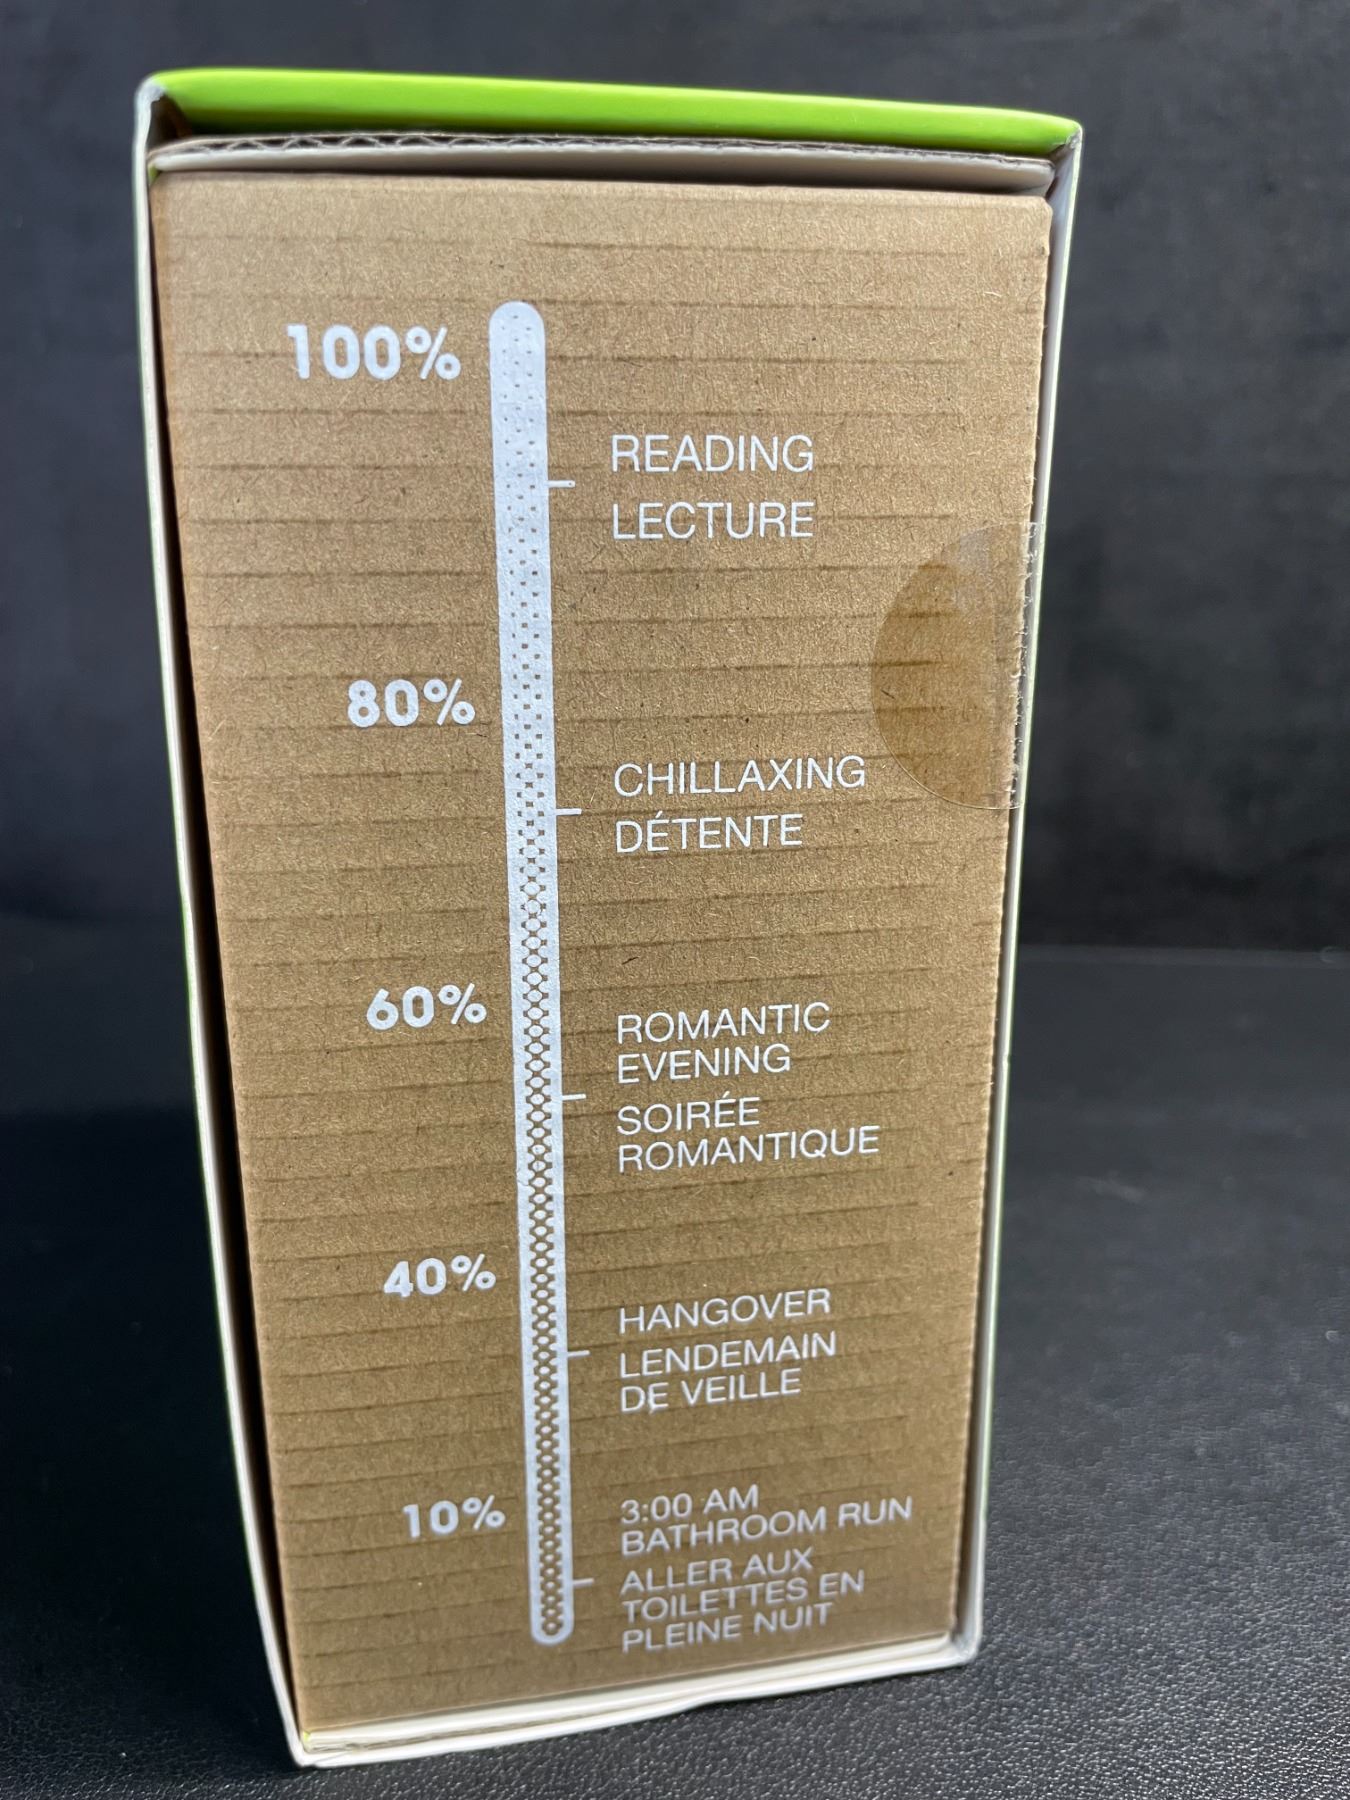 100%
READING
LECTURE
80%
CHILLAXING
DÉTENTE
60%
ROMANTIC
EVENING
SOIRÉE
ROMANTIQUE
40%
HANGOVER
LENDEMAIN
DE VEILLE
10%
3:00 AM
BATHROOM RUN
ALLER AUX
TOILETTES EN
PLEINE NUIT